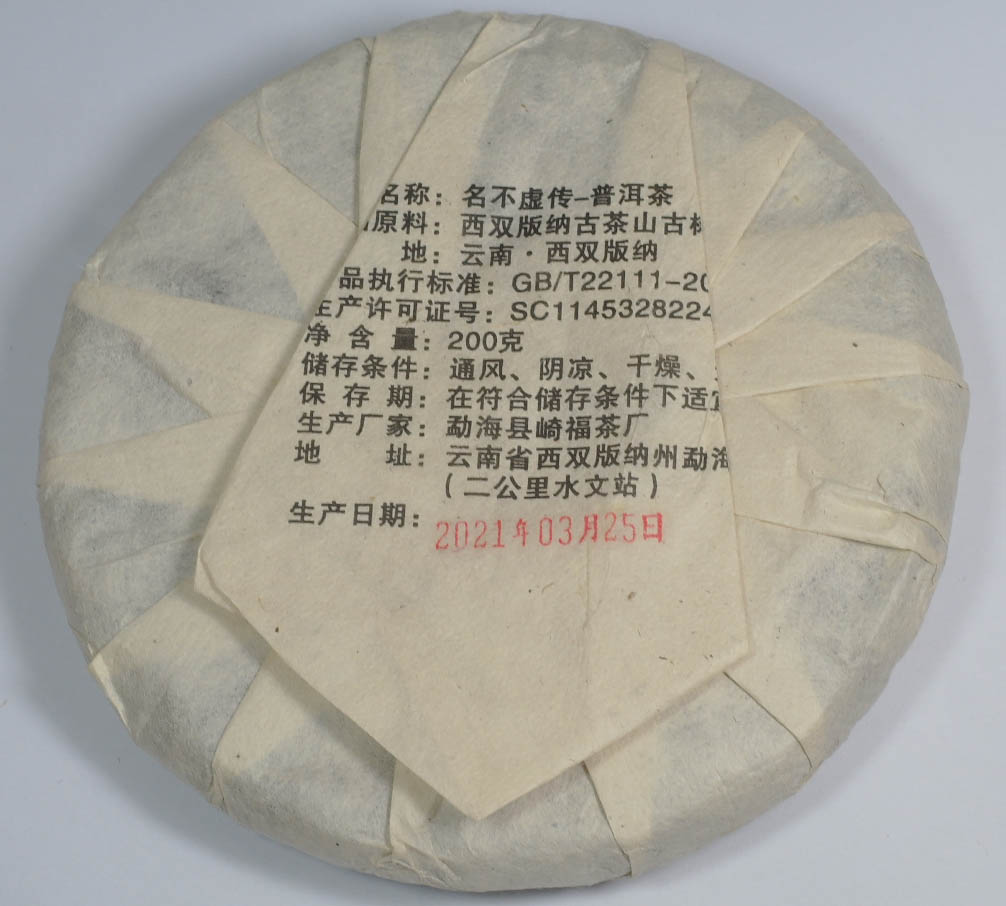 名称：名不虚传-普洱茶
原料：西双版纳古茶山古
地：云南·西双版纳
品执行标准：GB/T22111-20
生产许可证号：SC1145328224
净含量：200克
储存条件：通风、阴凉、干燥、
保存期：在符合储存条件下适
生产厂家：勐海县崎福茶厂
地址：云南省西双版纳州勐海
（二公里水文站）
生产日期：2021年03月25日